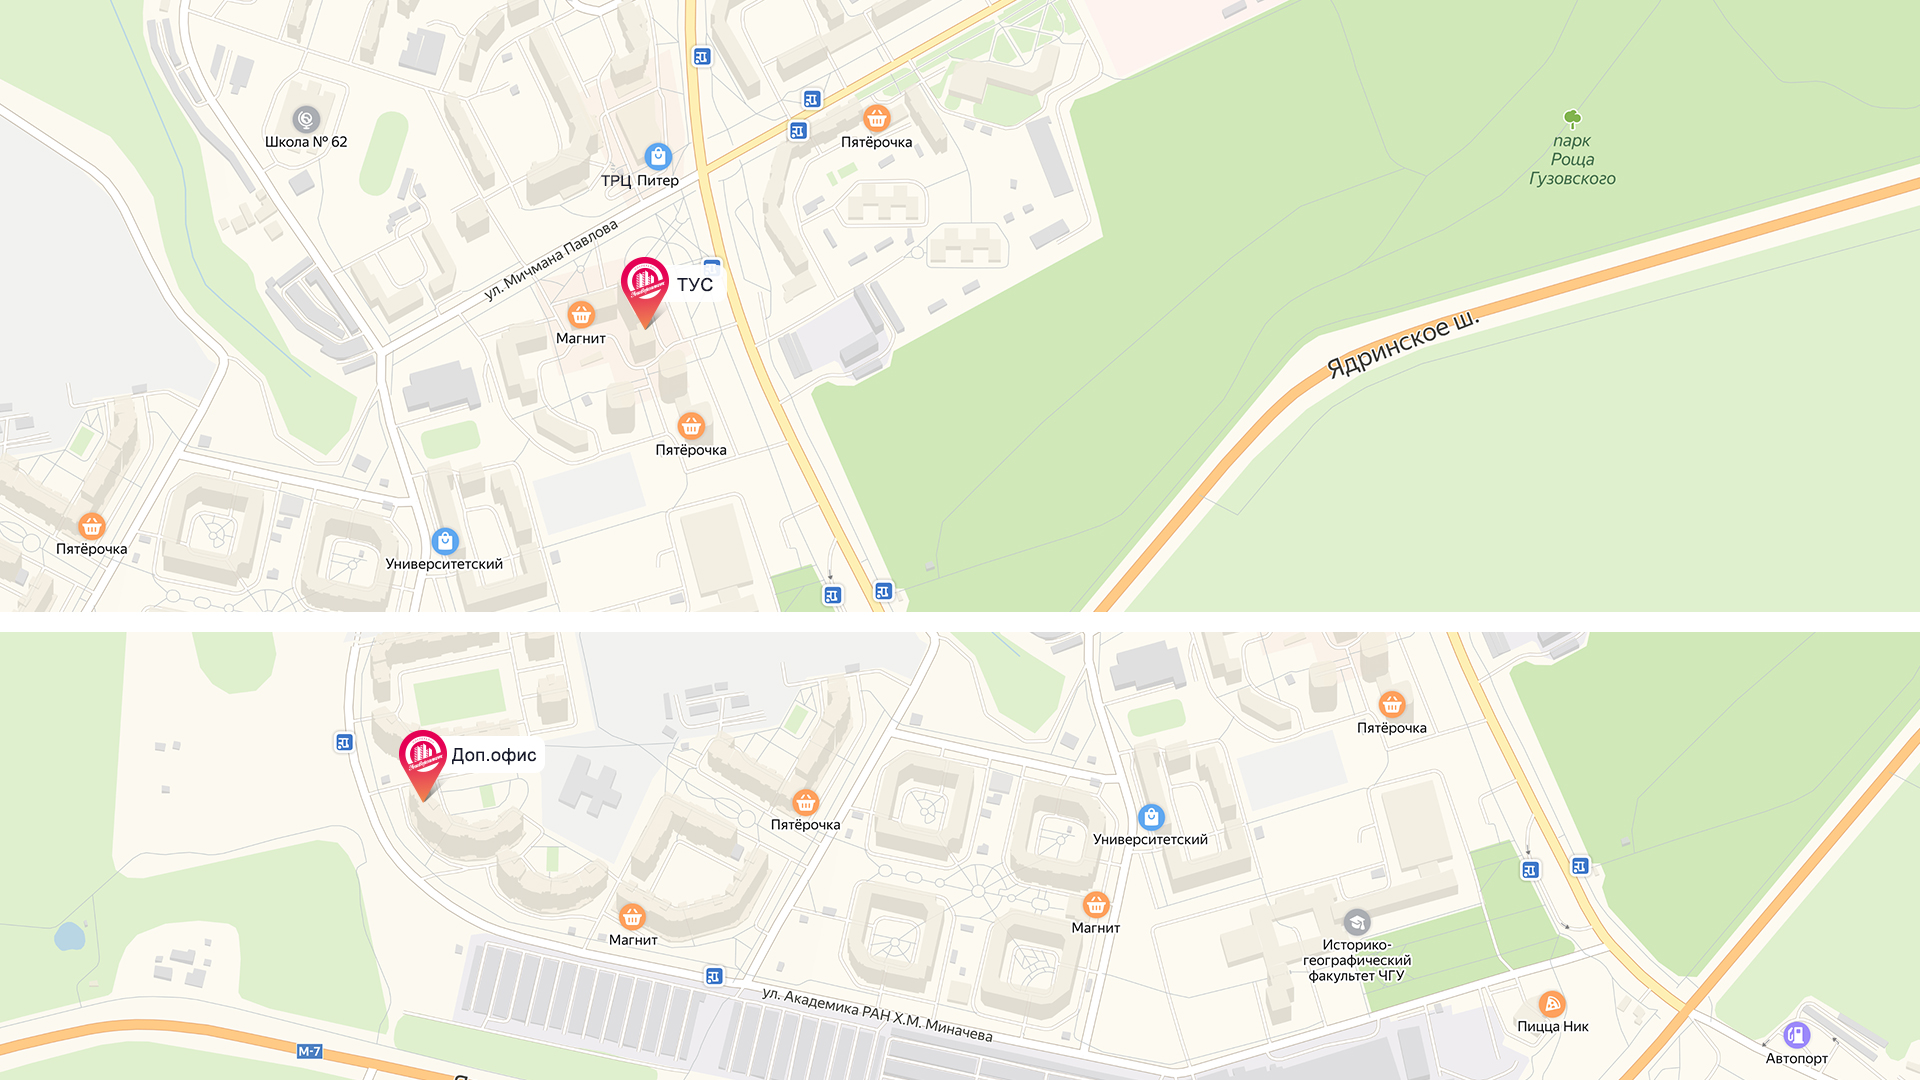 Школа № 62
ТРЦ Питер
Пятёрочка
парк
Роща
Гузовского
ул. Мичмана Павлова
ТУС
Магнит
Ядринское ш.
Пятёрочка
Пятёрочка
Университетский
Доп.офис
Пятёрочка
Пятёрочка
Университетский
Магнит
Магнит
Историко-
географический
факультет ЧГУ
ул. Академика РАН Х.М. Миначева
Пицца Ник
М-7
Автопорт